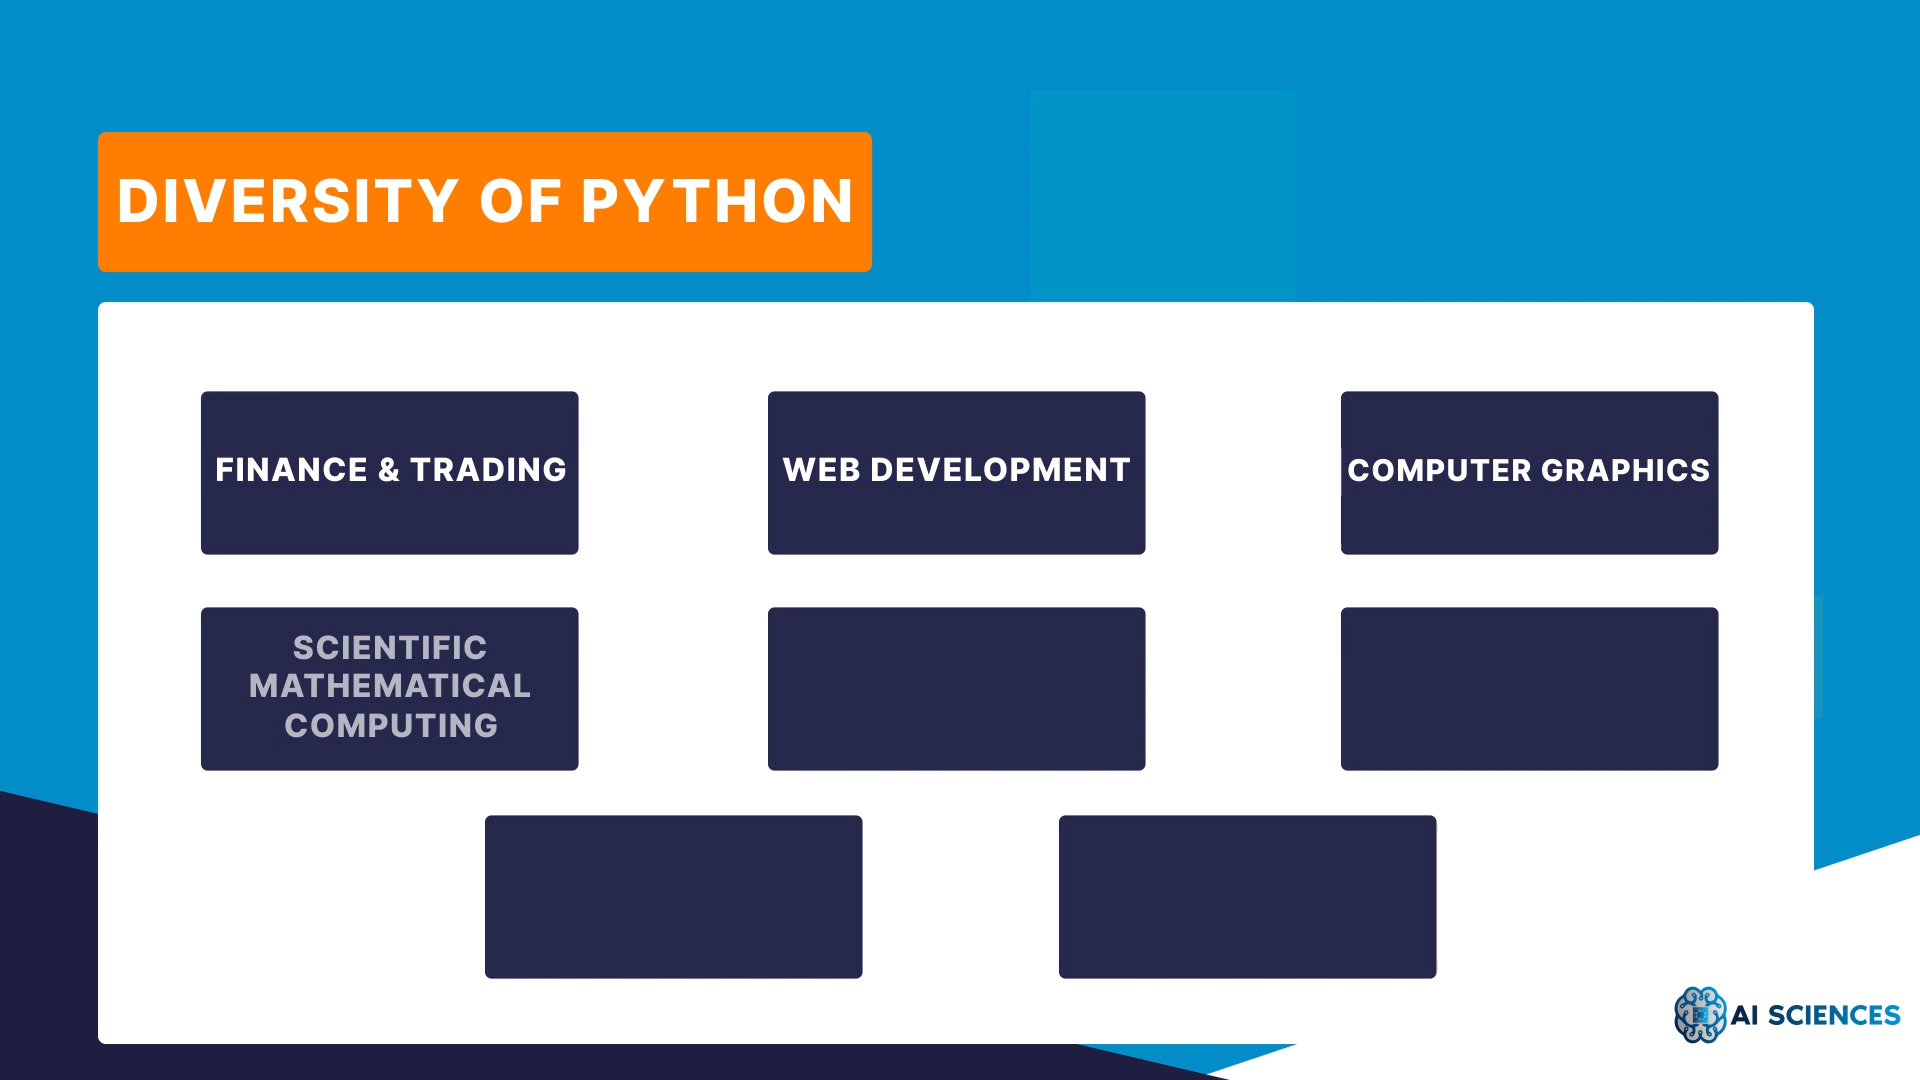 DIVERSITY OF PYTHON
FINANCE & TRADING
WEB DEVELOPMENT
COMPUTER GRAPHICS
SCIENTIFIC
MATHEMATICAL
COMPUTING
AI SCIENCES